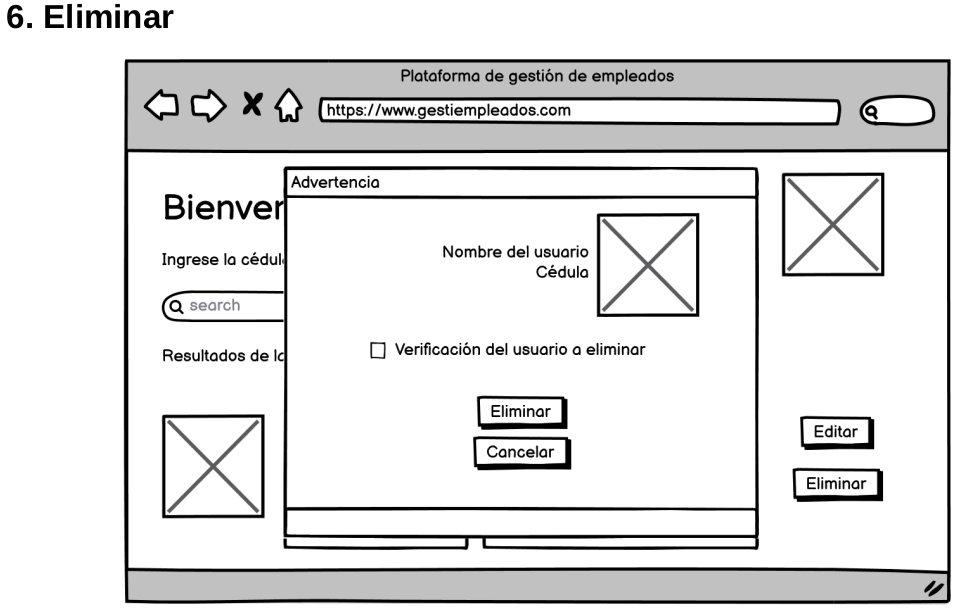 6. Eliminar
Plataforma de gestión de empleados
https://www.gestiempleados.com
Advertencia
Bienver
Nombre del usuario
Cédula
Ingrese la cédul
search
Verificación del usuario a eliminar
Resultados de la
Eliminar
Cancelar
Editar
Eliminar